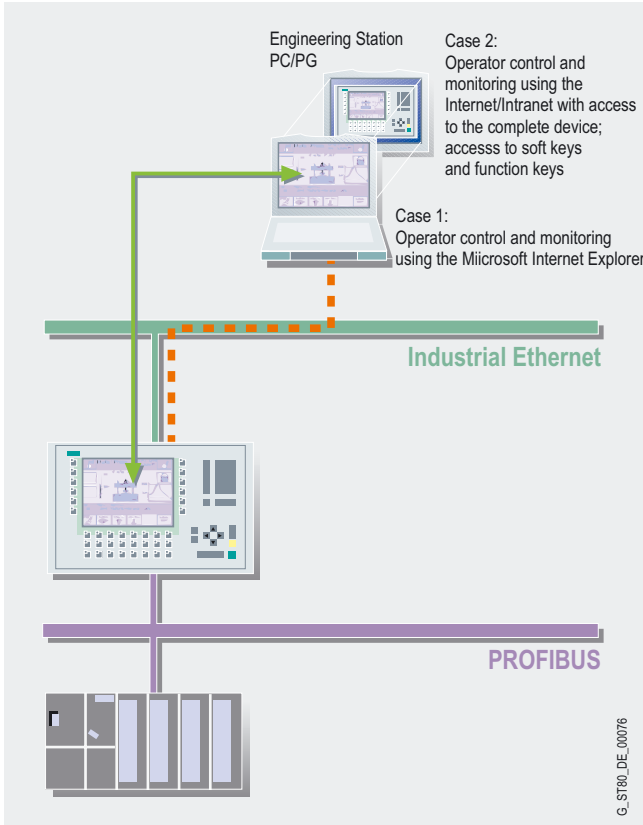 Engineering Station
PC/PG
Case 2:
Operator control and
monitoring using the
Internet/Intranet with access
to the complete device;
accesss to soft keys
and function keys
Case 1:
Operator control and monitoring
using the Miicrosoft Internet Explorer
Industrial Ethernet
PROFIBUS
G_ST80_DE_00076